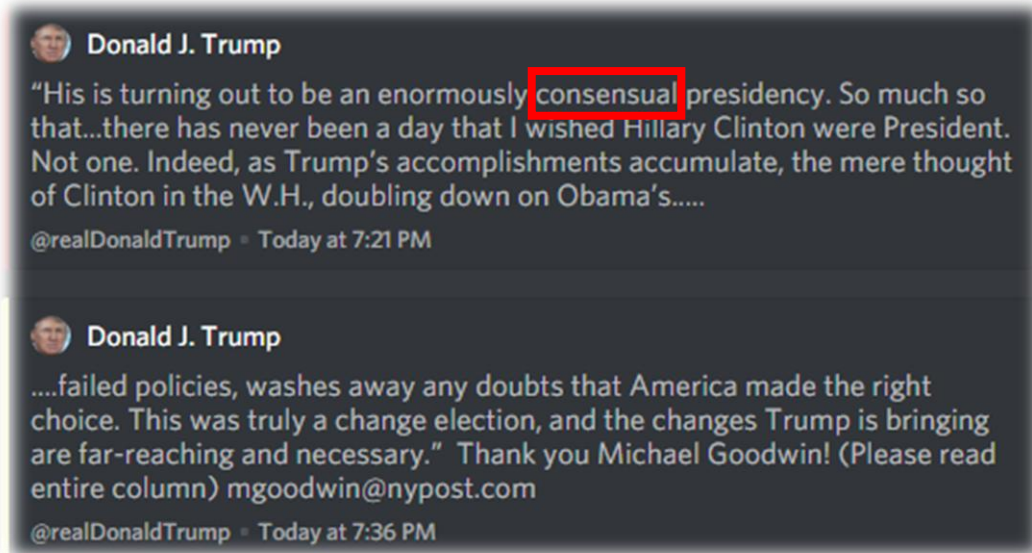 Donald J. Trump
“His is turning out to be an enormously consensual presidency. So much so
that...there has never been a day that I wished Hillary Clinton were President.
Not one. Indeed, as Trump’s accomplishments accumulate, the mere thought
of Clinton in the W.H., doubling down on Obama’s.....
@realDonaldTrump • Today at 7:21 PM
Donald J. Trump
....failed policies, washes away any doubts that America made the right
choice. This was truly a change election, and the changes Trump is bringing
are far-reaching and necessary.” Thank you Michael Goodwin! (Please read
entire column) mgoodwin@nypost.com
@realDonaldTrump • Today at 7:36 PM